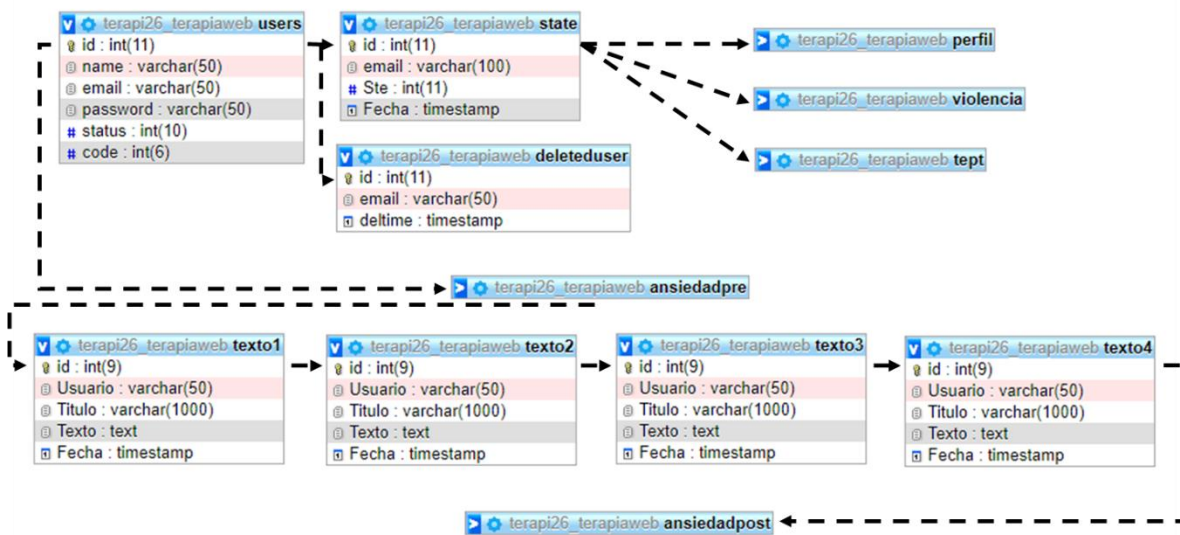 terapi26_terapiaweb users
id : int(11)
name : varchar(50)
email : varchar(50)
password : varchar(50)
# status : int(10)
# code : int(6)
terapi26_terapiaweb state
id : int(11)
email : varchar(100)
# Ste : int(11)
Fecha : timestamp
terapi26_terapiaweb deleteduser
id : int(11)
email : varchar(50)
deltime : timestamp
terapi26_terapiaweb perfil
terapi26_terapiaweb violencia
terapi26_terapiaweb tept
terapi26_terapiaweb ansiedadpre
terapi26_terapiaweb texto1
id : int(9)
Usuario : varchar(50)
Titulo : varchar(1000)
Texto : text
Fecha : timestamp
terapi26_terapiaweb texto2
id : int(9)
Usuario : varchar(50)
Titulo : varchar(1000)
Texto : text
Fecha : timestamp
terapi26_terapiaweb texto3
id : int(9)
Usuario : varchar(50)
Titulo : varchar(1000)
Texto : text
Fecha : timestamp
terapi26_terapiaweb texto4
id : int(9)
Usuario : varchar(50)
Titulo : varchar(1000)
Texto : text
Fecha : timestamp
terapi26_terapiaweb ansiedadpost